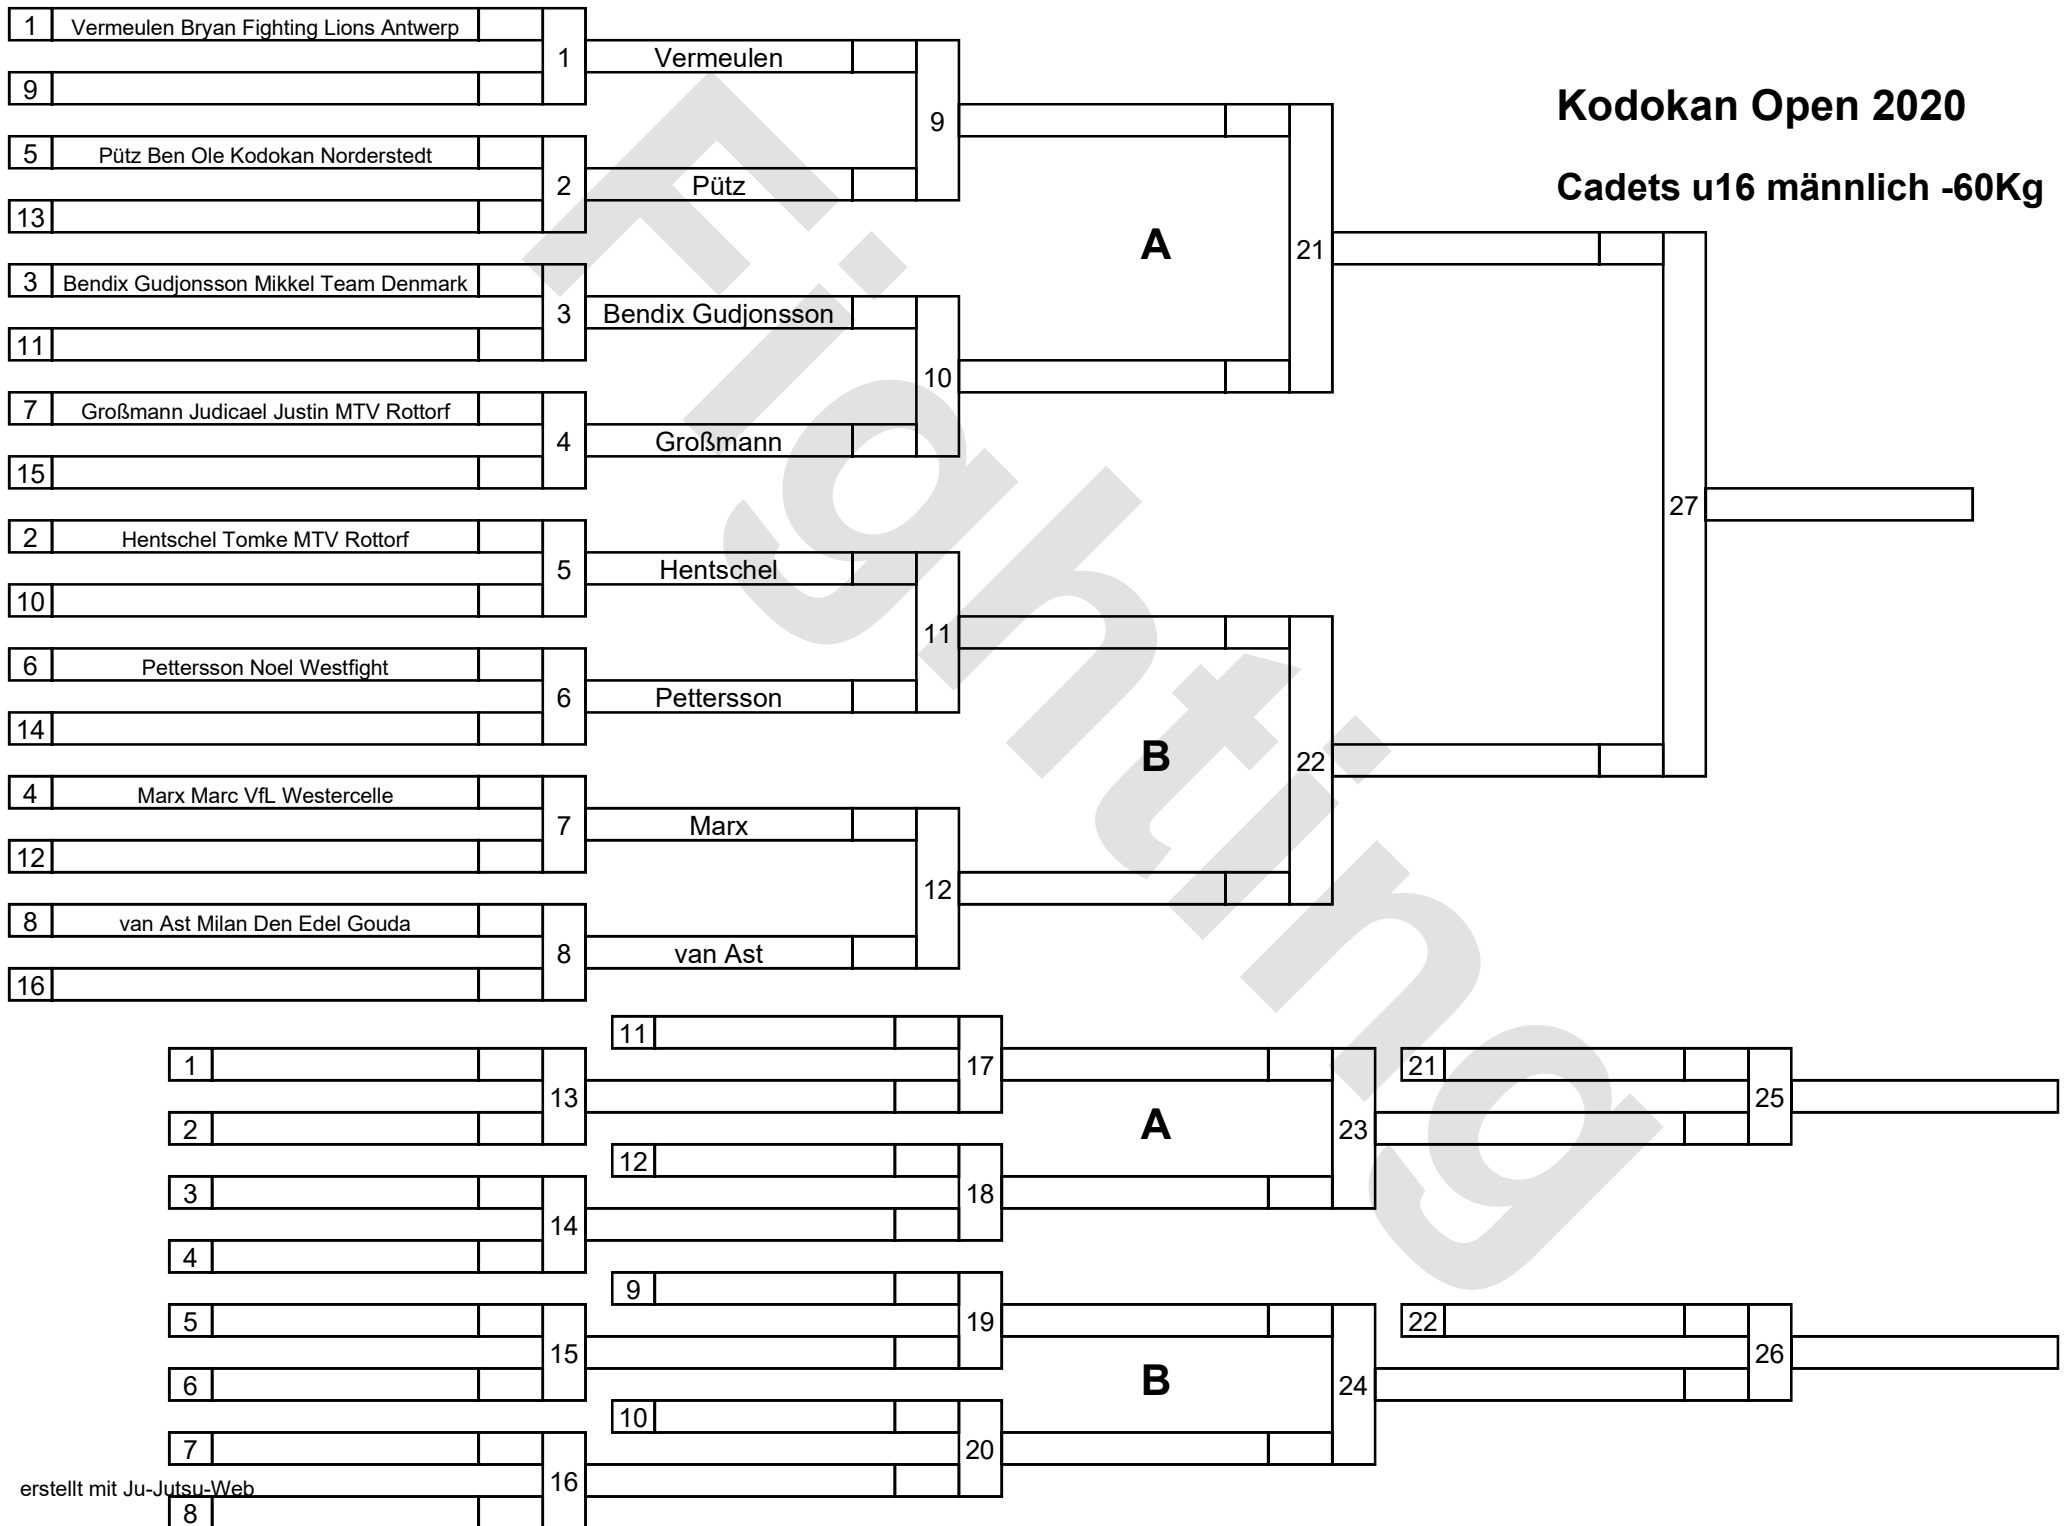 Kodokan Open 2020
Cadets u16 männlich -60Kg
1 Vermeulen Bryan Fighting Lions Antwerp
9
1
Vermeulen
5 Pütz Ben Ole Kodokan Norderstedt
13
2
Pütz
9
3 Bendix Gudjonsson Mikkel Team Denmark
11
3
Bendix Gudjonsson
7 Großmann Judicael Justin MTV Rottorf
15
4
Großmann
10
A
21
2 Hentschel Tomke MTV Rottorf
10
5
Hentschel
6 Pettersson Noel Westfight
14
6
Pettersson
11
4 Marx Marc VfL Westercelle
12
7
Marx
8 van Ast Milan Den Edel Gouda
16
8
van Ast
12
B
22
27
1
2
13
11
17
3
4
14
12
18
A
23
21
25
5
6
15
9
19
7
8
16
10
20
B
24
22
26
erstellt mit Ju-Jutsu-Web
Fighting